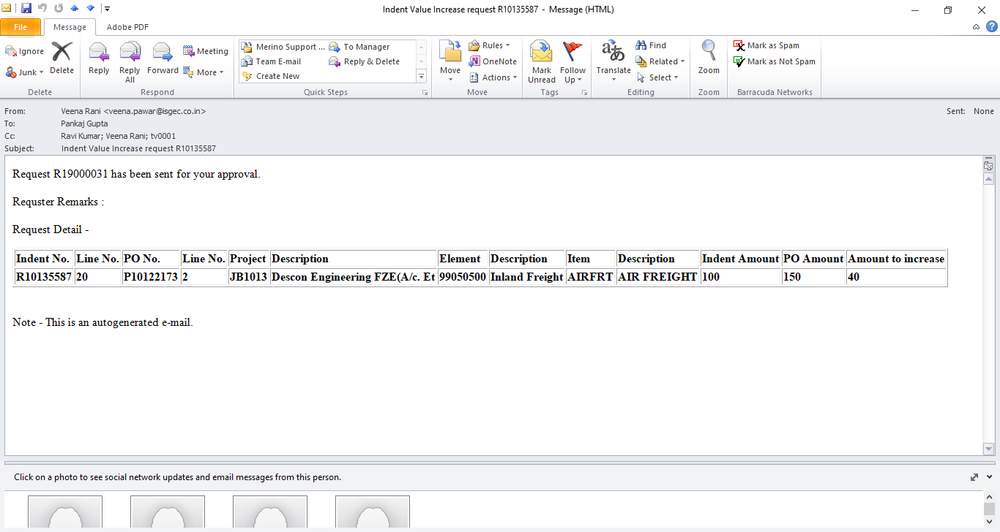 Indent Value Increase request R10135587 - Message (HTML)
File Message Adobe PDF
Ignore
Junk
Delete
Delete
Reply
Reply All
Forward
Meeting
More
Respond
Merino Support ...
Team E-mail
Create New
To Manager
Reply & Delete
Quick Steps
Move
Rules
OneNote
Actions
Move
Mark Unread
Follow Up
Tags
Translate
Find
Related
Select
Editing
Zoom
Zoom
Mark as Spam
Mark as Not Spam
Barracuda Networks
From: Veena Rani <veena.pawar@isgec.co.in> Sent: None
To: Pankaj Gupta
Cc: Ravi Kumar; Veena Rani; tv0001
Subject: Indent Value Increase request R10135587
Request R19000031 has been sent for your approval.
Requster Remarks :
Request Detail -
Indent No. Line No. PO No. Line No. Project Description Element Description Item Description Indent Amount PO Amount Amount to increase
R10135587 20 P10122173 2 JB1013 Descon Engineering FZE(A/c. Et 99050500 Inland Freight AIRFRT AIR FREIGHT 100 150 40
Note - This is an autogenerated e-mail.
Click on a photo to see social network updates and email messages from this person.